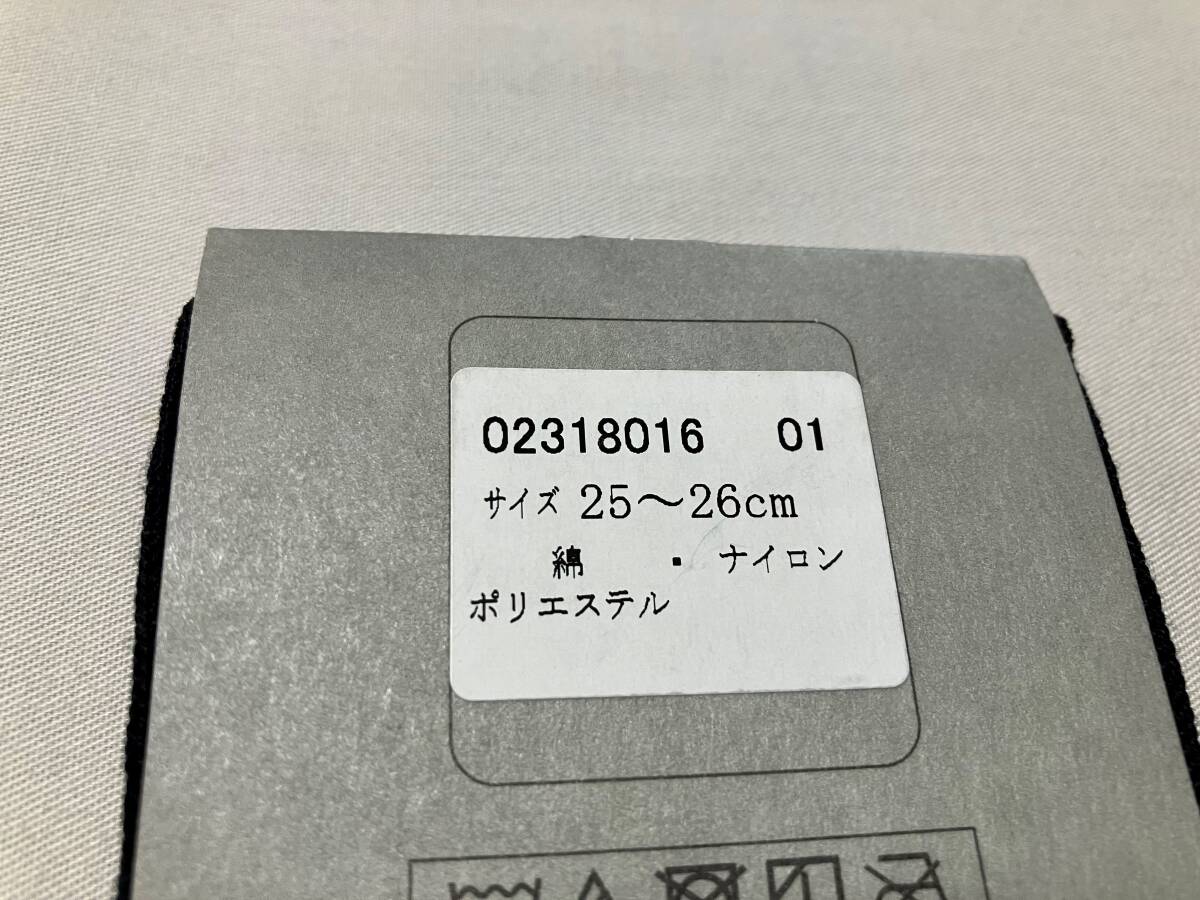 02318016 01
サイズ 25～26cm
綿 ・ ナイロン
ポリエステル